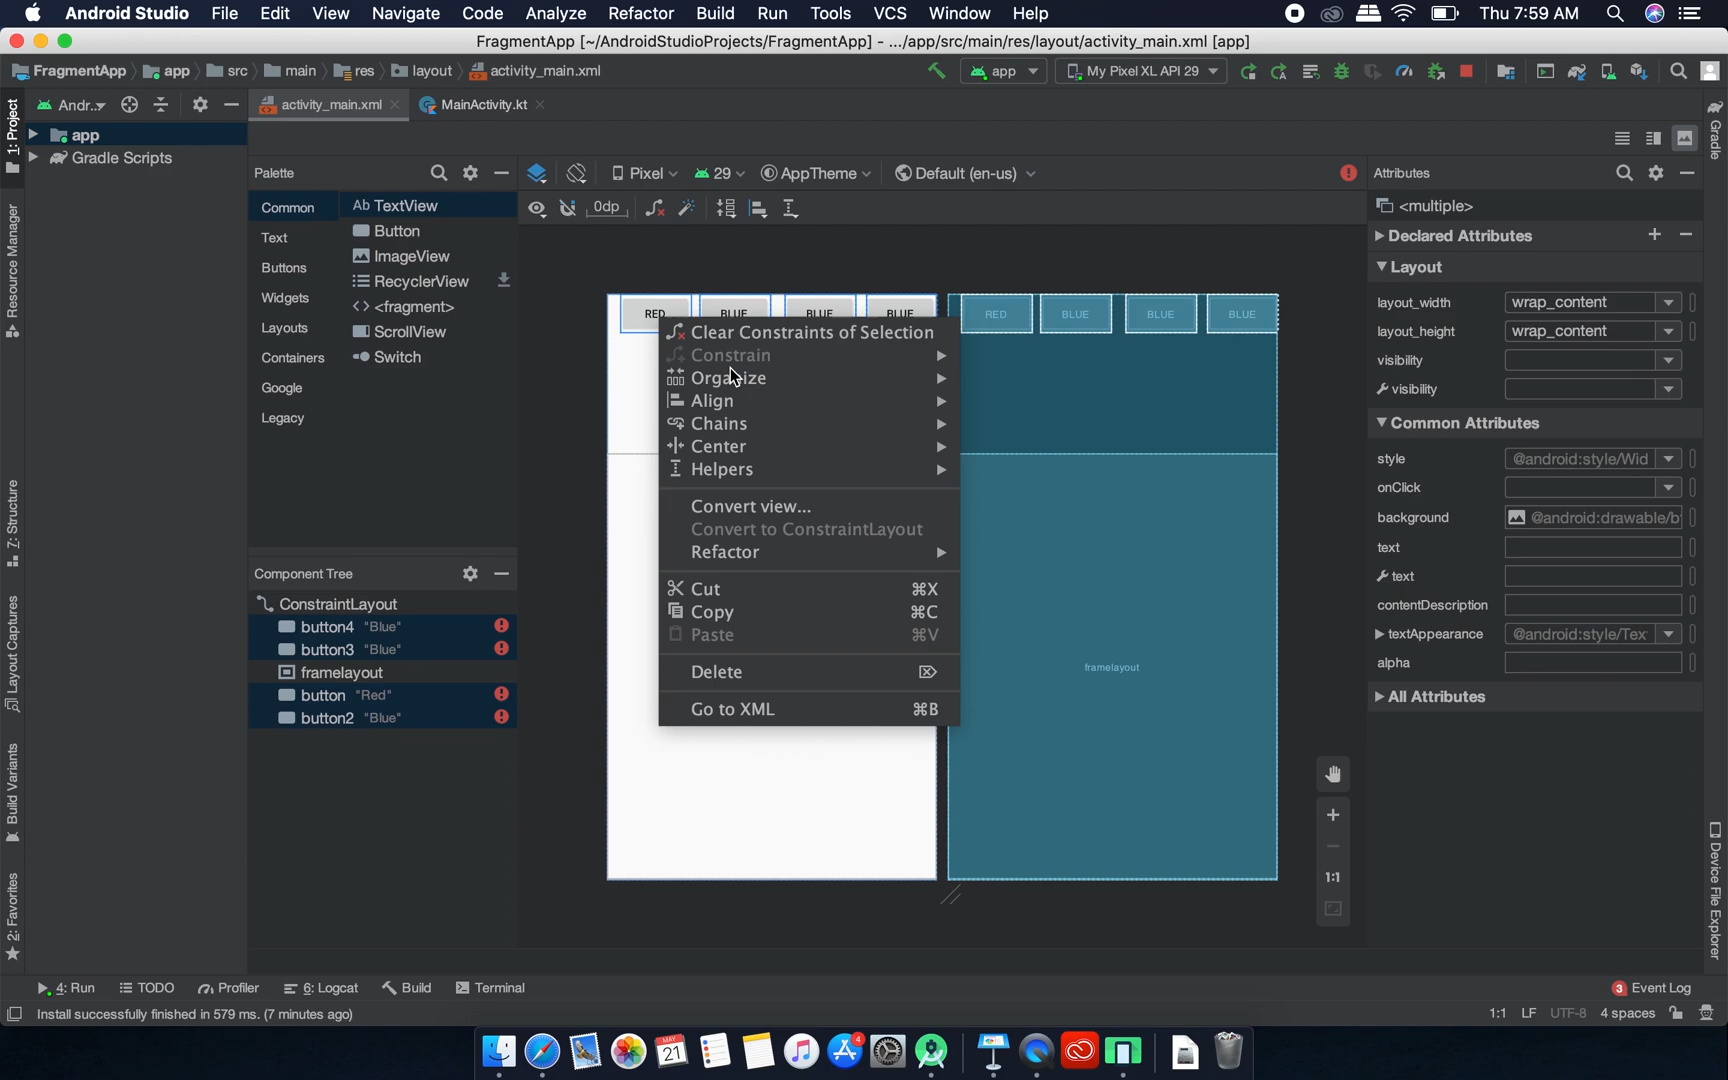 Android Studio File Edit View Navigate Code Analyze Refactor Build Run Tools VCS Window Help Thu 7:59 AM
FragmentApp [~/AndroidStudioProjects/FragmentApp] - .../app/src/main/res/layout/activity_main.xml [app]
FragmentApp app src main res layout activity_main.xml app My Pixel XL API 29
Andr... activity_main.xml MainActivity.kt
1: Project
Resource Manager
7: Structure
Layout Captures
Build Variants
2: Favorites
app
Gradle Scripts
Palette
Common
Text
Buttons
Widgets
Layouts
Containers
Google
Legacy
Ab TextView
Button
ImageView
RecyclerView
<> <fragment>
ScrollView
Switch
Component Tree
ConstraintLayout
button4 "Blue"
button3 "Blue"
framelayout
button "Red"
button2 "Blue"
Pixel 29 AppTheme Default (en-us)
0dp
RED BLUE BLUE BLUE RED BLUE BLUE BLUE
Clear Constraints of Selection
Constrain
Organize
Align
Chains
Center
Helpers
Convert view...
Convert to ConstraintLayout
Refactor
Cut ⌘X
Copy ⌘C
Paste ⌘V
Delete ⌦
Go to XML ⌘B
framelayout
1:1
Attributes
<multiple>
Declared Attributes
Layout
layout_width wrap_content
layout_height wrap_content
visibility
visibility
Common Attributes
style @android:style/Wid
onClick
background @android:drawable/b
text
text
contentDescription
textAppearance @android:style/Tex
alpha
All Attributes
Gradle
Device File Explorer
4: Run TODO Profiler 6: Logcat Build Terminal 3 Event Log
Install successfully finished in 579 ms. (7 minutes ago) 1:1 LF UTF-8 4 spaces
MAY
21
4